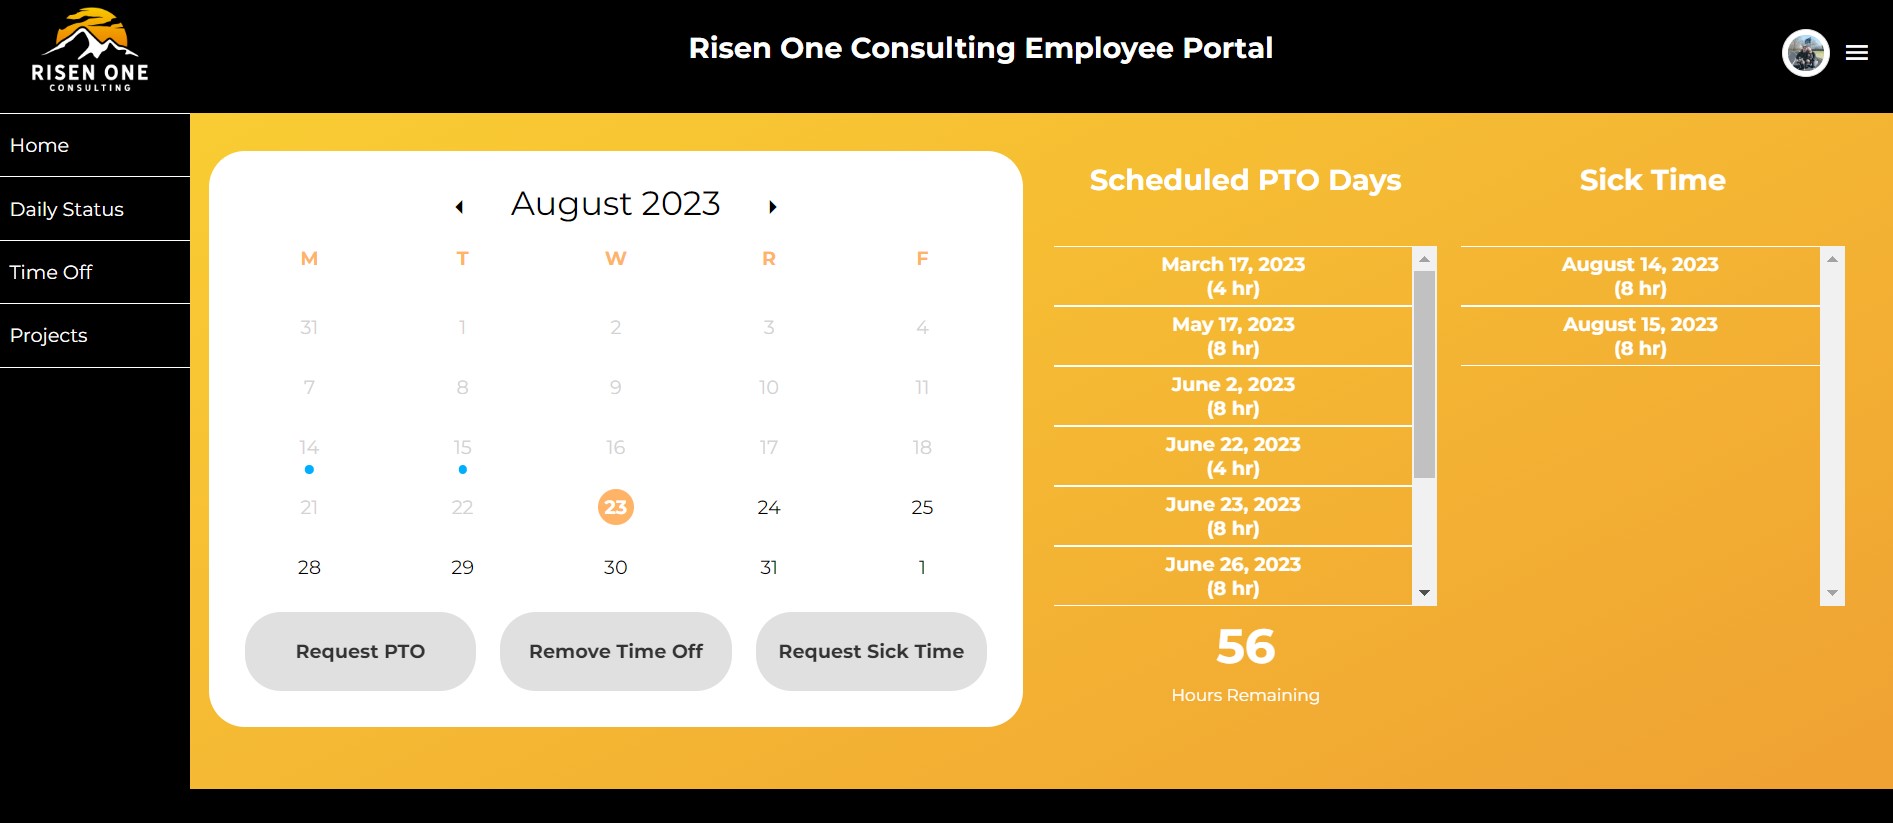 RISEN ONE
CONSULTING
Risen One Consulting Employee Portal
Home
Daily Status
Time Off
Projects
August 2023
M T W R F
31 1 2 3 4
7 8 9 10 11
14 15 16 17 18
21 22 23 24 25
28 29 30 31 1
Request PTO
Remove Time Off
Request Sick Time
Scheduled PTO Days
March 17, 2023
(4 hr)
May 17, 2023
(8 hr)
June 2, 2023
(8 hr)
June 22, 2023
(4 hr)
June 23, 2023
(8 hr)
June 26, 2023
(8 hr)
56
Hours Remaining
Sick Time
August 14, 2023
(8 hr)
August 15, 2023
(8 hr)